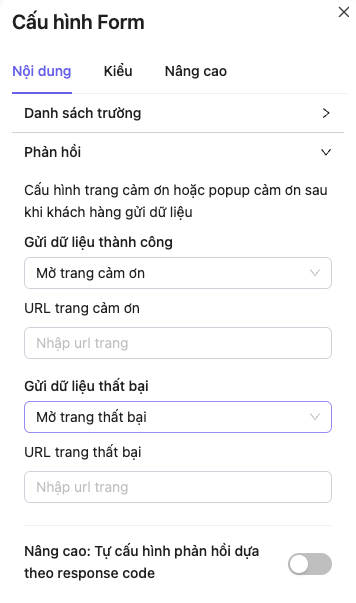 Cấu hình Form
Nội dung Kiểu Nâng cao
Danh sách trường
Phản hồi
Cấu hình trang cảm ơn hoặc popup cảm ơn sau
khi khách hàng gửi dữ liệu
Gửi dữ liệu thành công
Mở trang cảm ơn
URL trang cảm ơn
Nhập url trang
Gửi dữ liệu thất bại
Mở trang thất bại
URL trang thất bại
Nhập url trang
Nâng cao: Tự cấu hình phản hồi dựa
theo response code